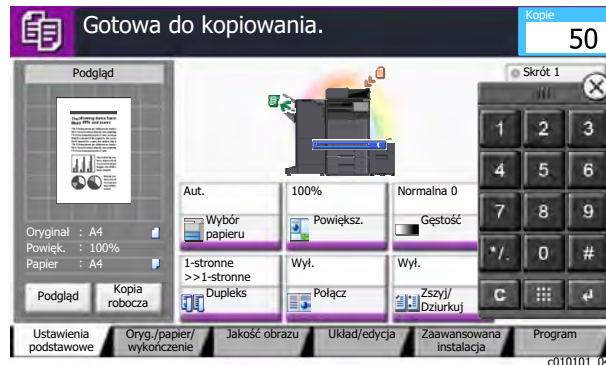 Gotowa do kopiowania.
Kopie
50
Podgląd
Skrót 1
Oryginał : A4
Powięk. : 100%
Papier : A4
Podgląd
Kopia
robocza
Aut.
Wybór
papieru
100%
Powiększ.
Normalna 0
Gęstość
1-stronne
>>1-stronne
Dupleks
Wył.
Połącz
Wył.
Zszyj/
Dziurkuj
1 2 3
4 5 6
7 8 9
*/. 0 #
C
Ustawienia
podstawowe
Oryg./papier/
wykończenie
Jakość obrazu
Układ/edycja
Zaawansowana
instalacja
Program
c010101_04